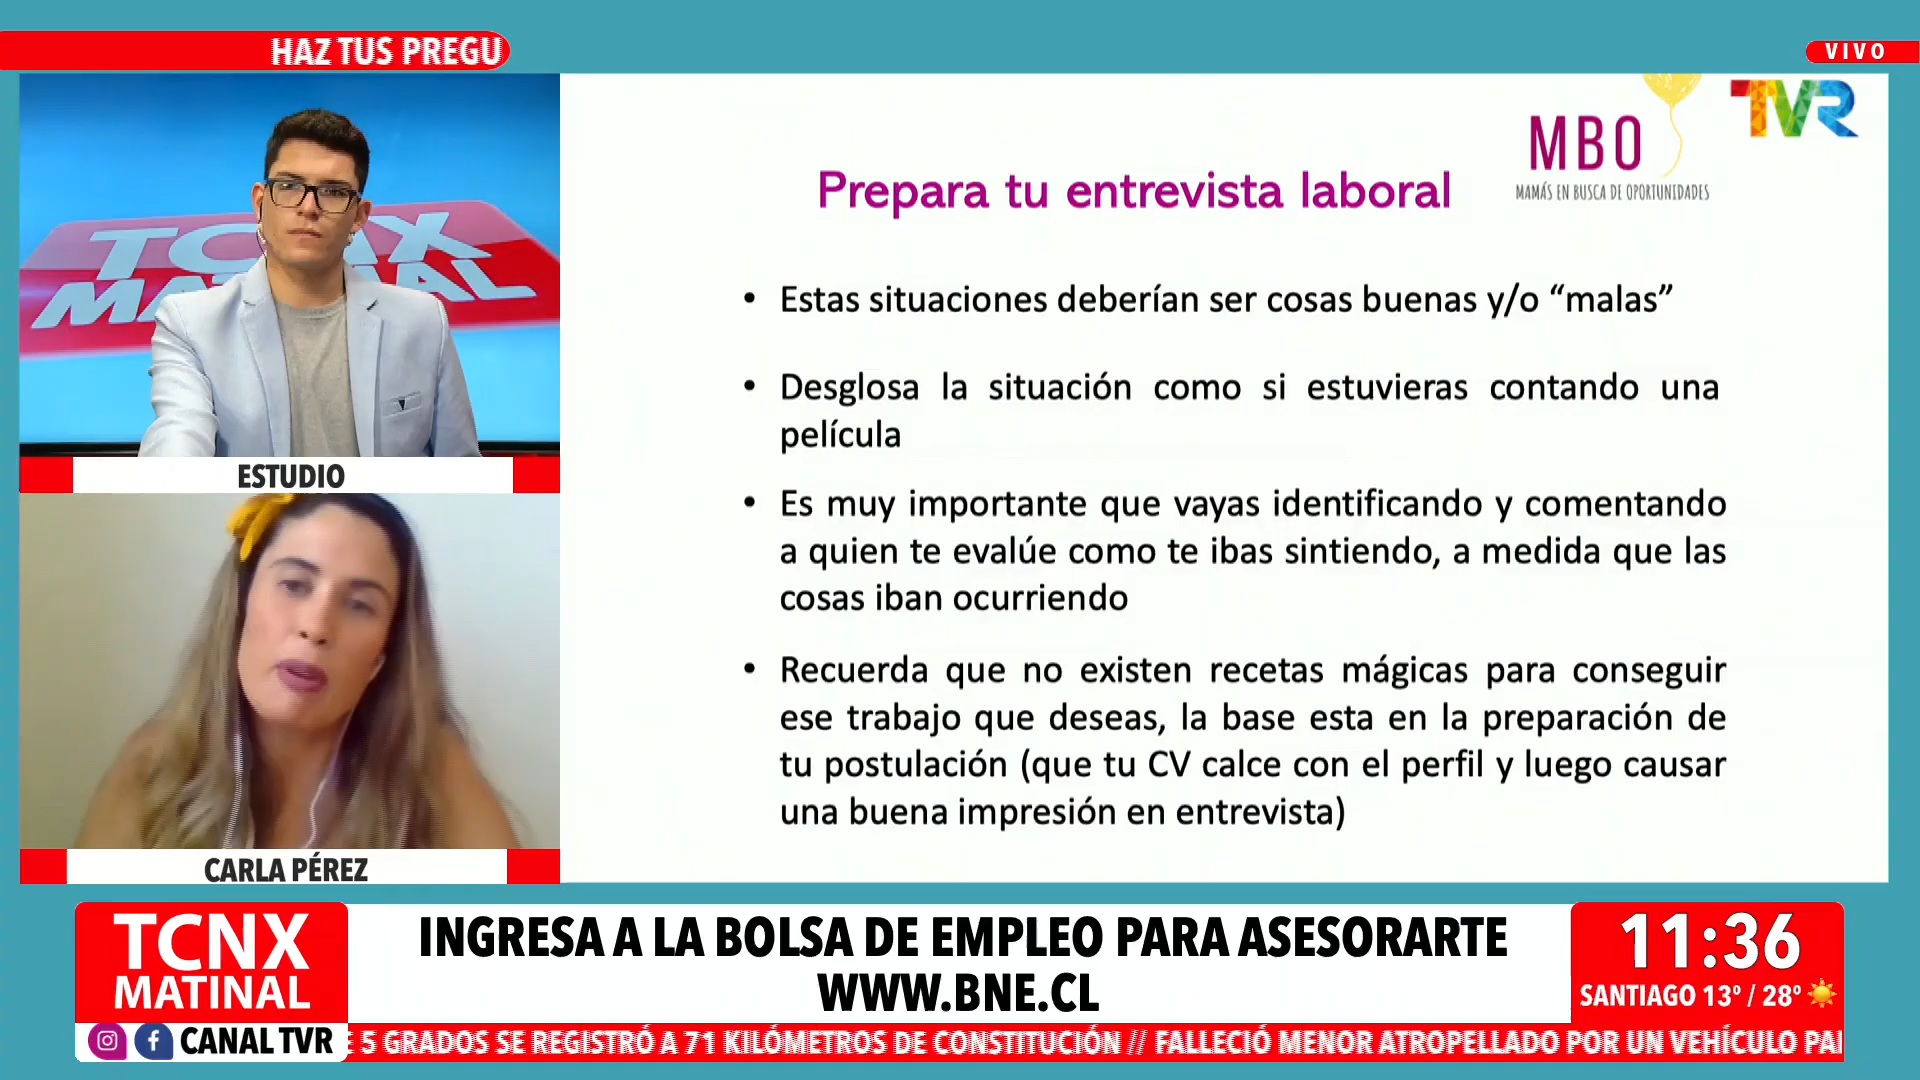 HAZ TUS PREGU
VIVO
TVR
MBO
MAMÁS EN BUSCA DE OPORTUNIDADES
Prepara tu entrevista laboral
• Estas situaciones deberían ser cosas buenas y/o “malas”
• Desglosa la situación como si estuvieras contando una
película
• Es muy importante que vayas identificando y comentando
a quien te evalúe como te ibas sintiendo, a medida que las
cosas iban ocurriendo
• Recuerda que no existen recetas mágicas para conseguir
ese trabajo que deseas, la base esta en la preparación de
tu postulación (que tu CV calce con el perfil y luego causar
una buena impresión en entrevista)
TCNX
MATINAL
ESTUDIO
CARLA PÉREZ
TCNX
MATINAL
INGRESA A LA BOLSA DE EMPLEO PARA ASESORARTE
WWW.BNE.CL
11:36
SANTIAGO 13º / 28º
CANAL TVR
E 5 GRADOS SE REGISTRÓ A 71 KILÓMETROS DE CONSTITUCIÓN // FALLECIÓ MENOR ATROPELLADO POR UN VEHÍCULO PA